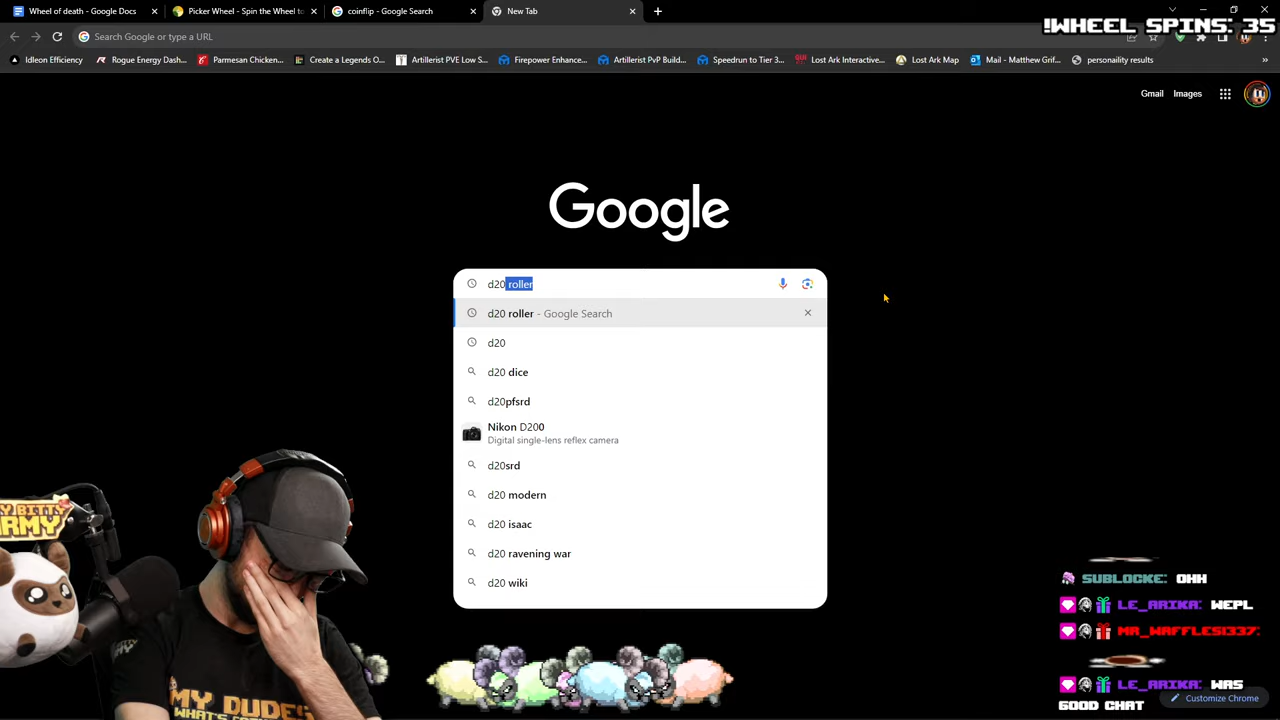 Wheel of death - Google Docs
Picker Wheel - Spin the Wheel to
coinflip - Google Search
New Tab
Search Google or type a URL
!WHEEL SPINS: 35
IdleOn Efficiency
Rogue Energy Dash...
Parmesan Chicken...
Create a Legends O...
Artillerist PVE Low S...
Firepower Enhance...
Artillerist PvP Build...
Speedrun to Tier 3...
Lost Ark Interactive...
Lost Ark Map
Mail - Matthew Grif...
personaility results
Gmail
Images
Google
d20 roller
d20 roller - Google Search
d20
d20 dice
d20pfsrd
Nikon D200
Digital single-lens reflex camera
d20srd
d20 modern
d20 isaac
d20 ravening war
d20 wiki
Y BITTY
ARMY
MY DUDES
SUBLOCKE: OHH
LE_ARIKA: WEPL
MR_WAFFLES1337:
LE_ARIKA: WAS
GOOD CHAT
Customize Chrome